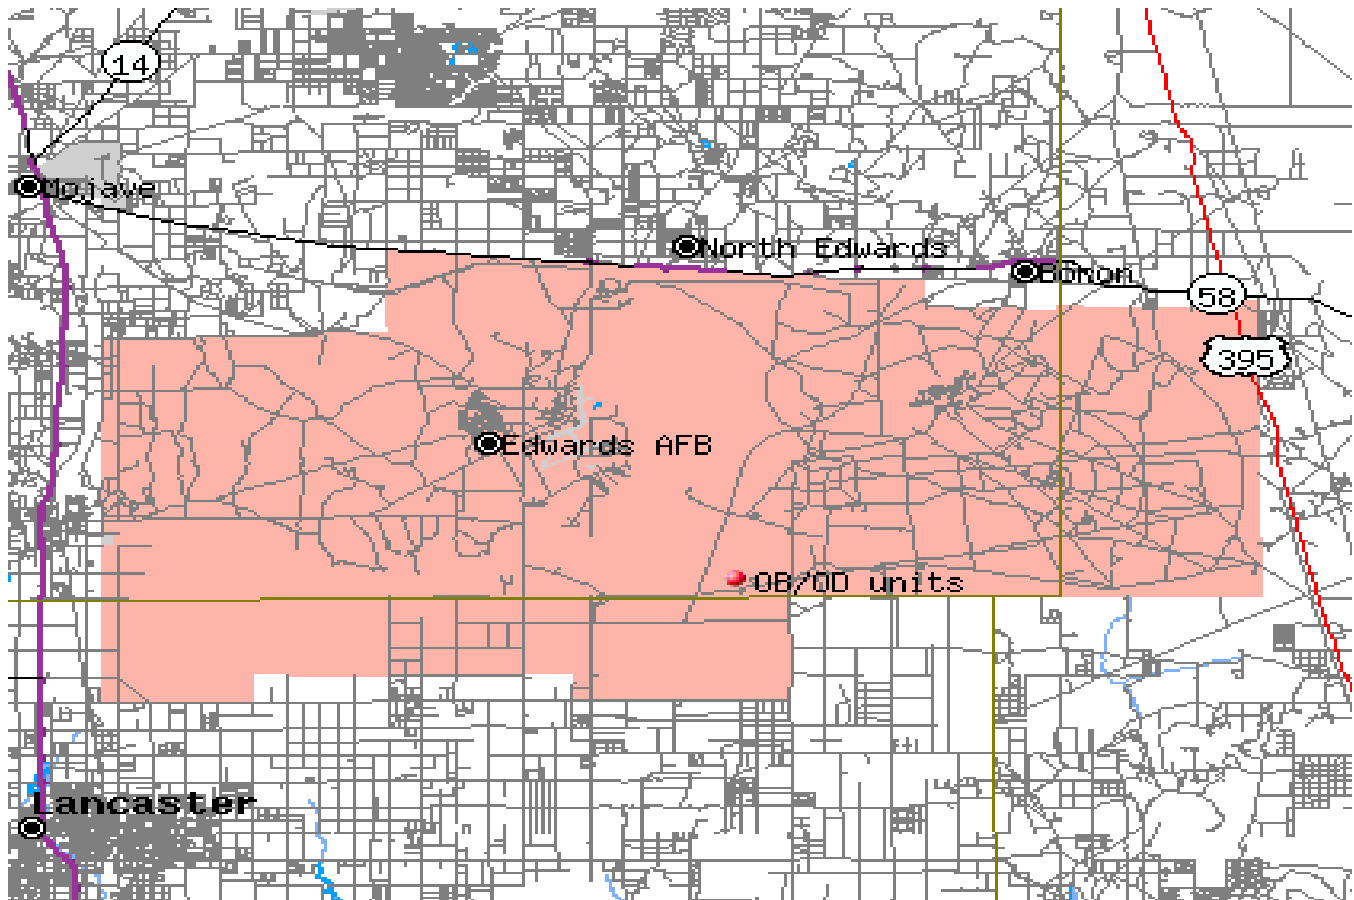 14
Mojave
North Edwards
Boron
58
395
Edwards AFB
OB/OD units
Lancaster